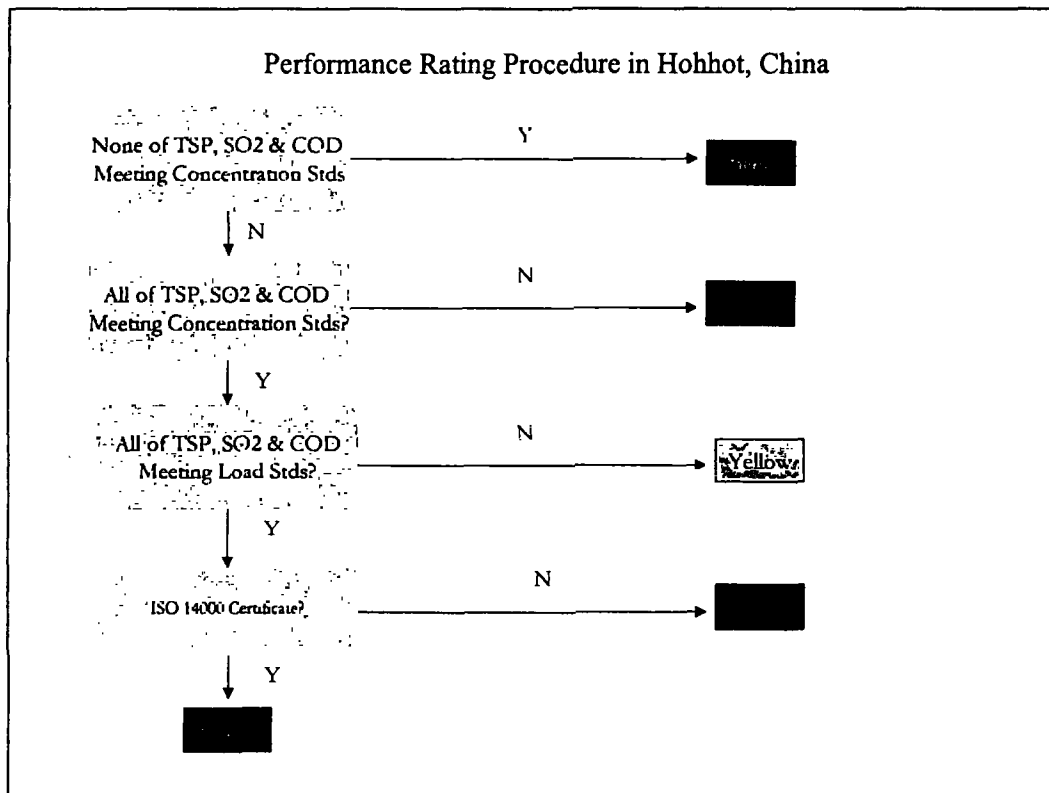 Performance Rating Procedure in Hohhot, China
None of TSP, SO2 & COD
Meeting Concentration Stds
Y
N
All of TSP, SO2 & COD
Meeting Concentration Stds?
N
Y
All of TSP, SO2 & COD
Meeting Load Stds?
N
Yellow
Y
ISO 14000 Certificate?
N
Y